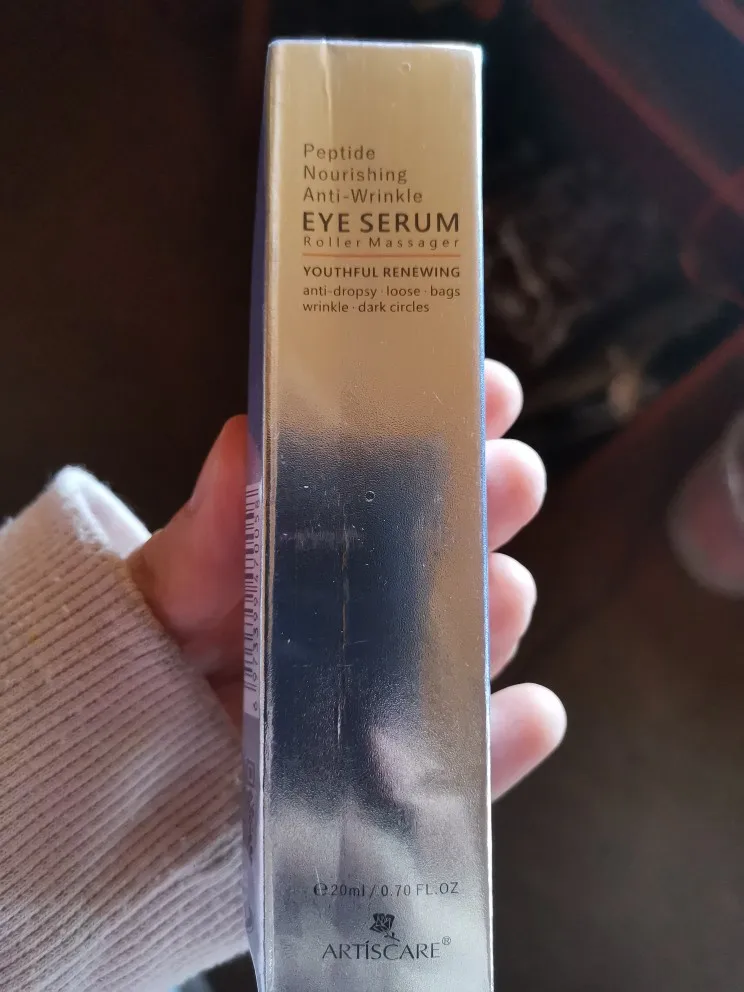 Peptide
Nourishing
Anti-Wrinkle
EYE SERUM
Roller Massager
YOUTHFUL RENEWING
anti-dropsy · loose · bags
wrinkle · dark circles
℮20ml / 0.70 FL.OZ
ARTÍSCARE®